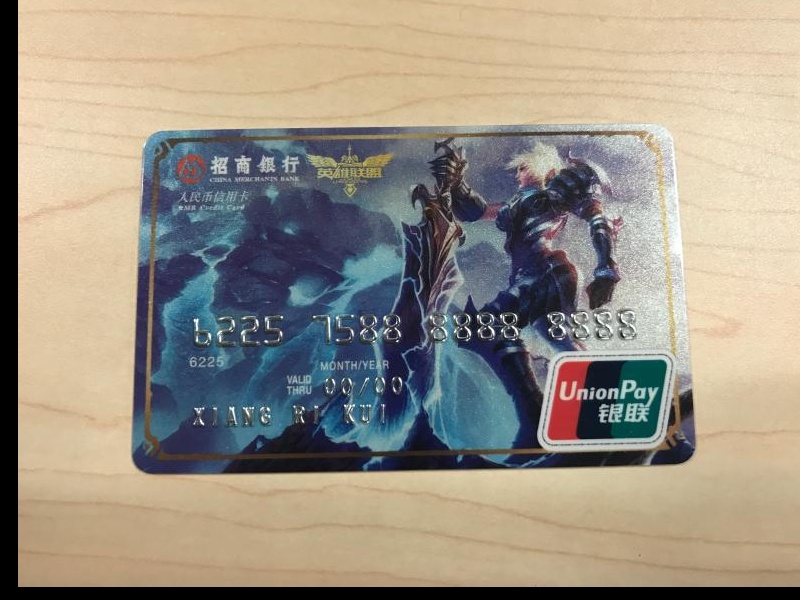 招商銀行
CHINA MERCHANTS BANK
英雄联盟
人民币信用卡
RMB Credit Card
6225 7588 8888 8888
6225
MONTH/YEAR
VALID THRU 00/00
XIANG RI KUI
UnionPay
银联